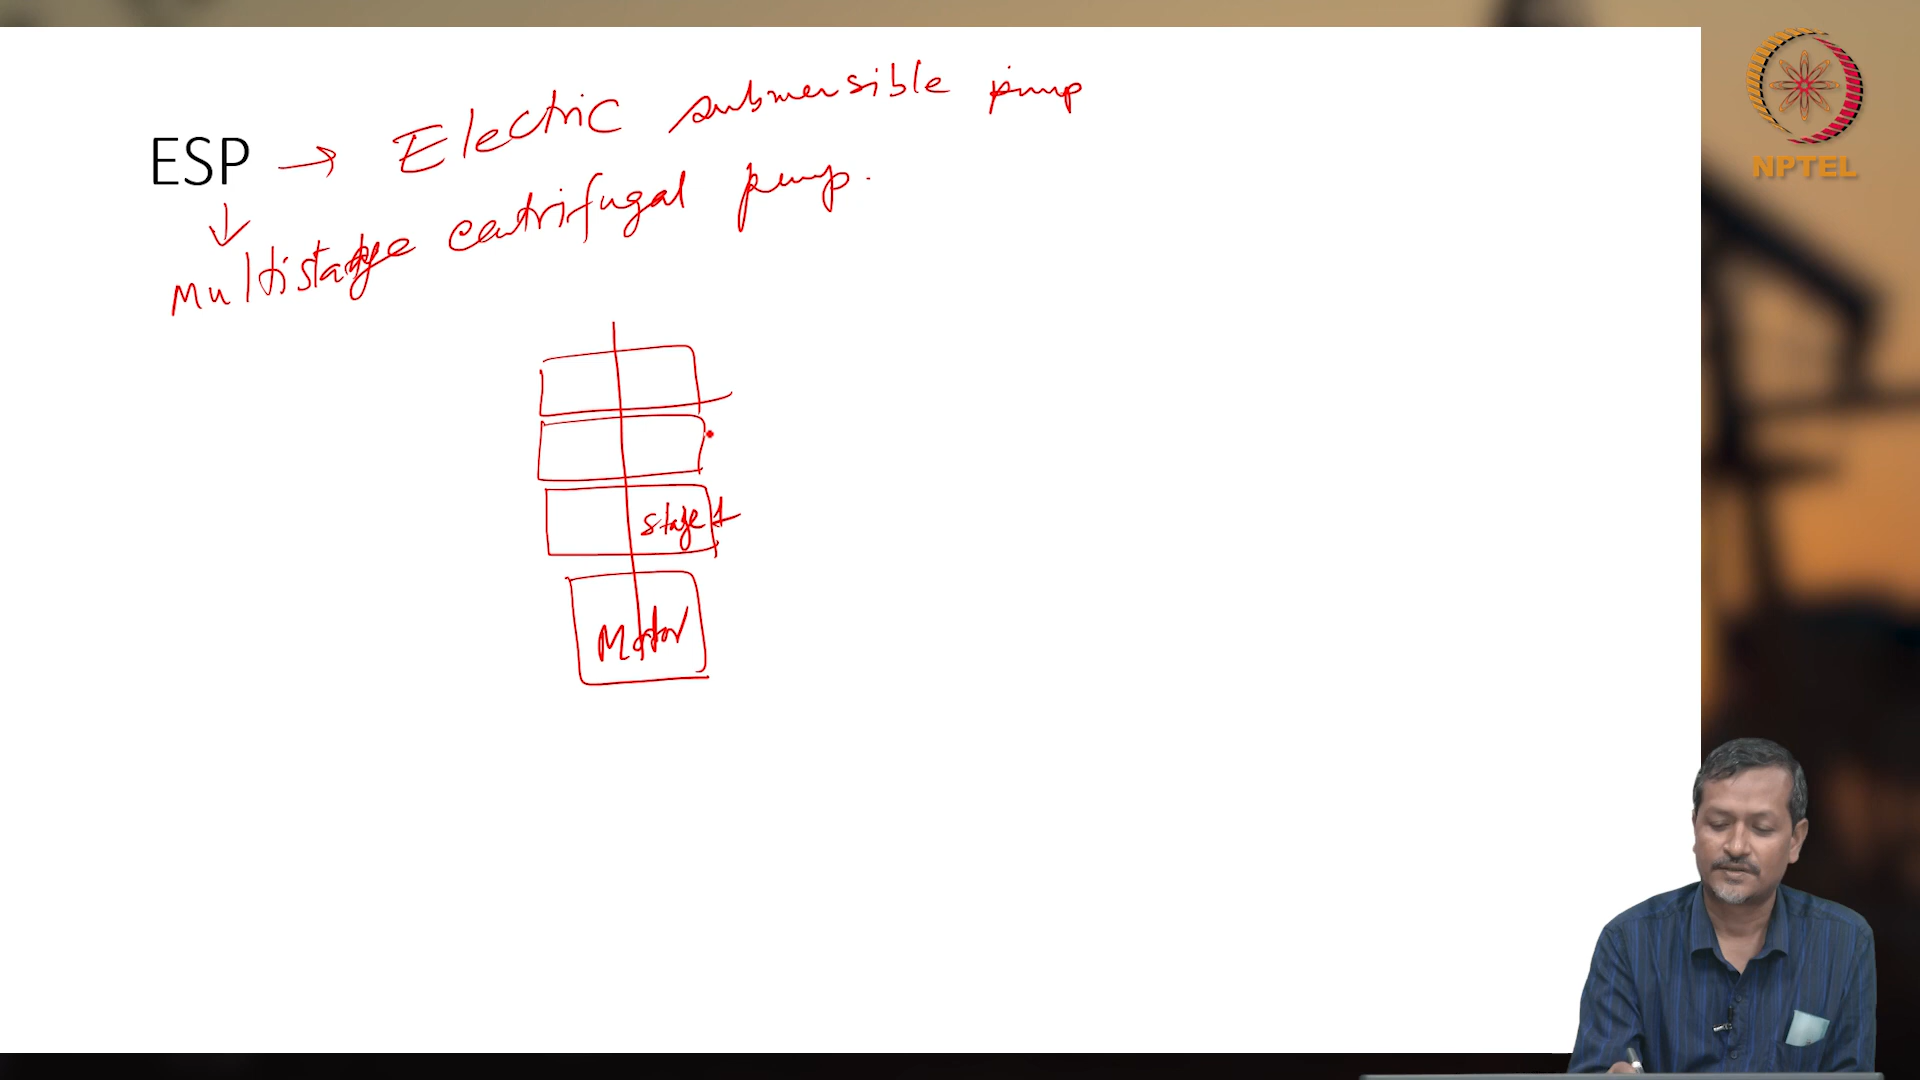 ESP → Electric submersible pump
↓
Multistage centrifugal pump.
stage 1
Motor
NPTEL